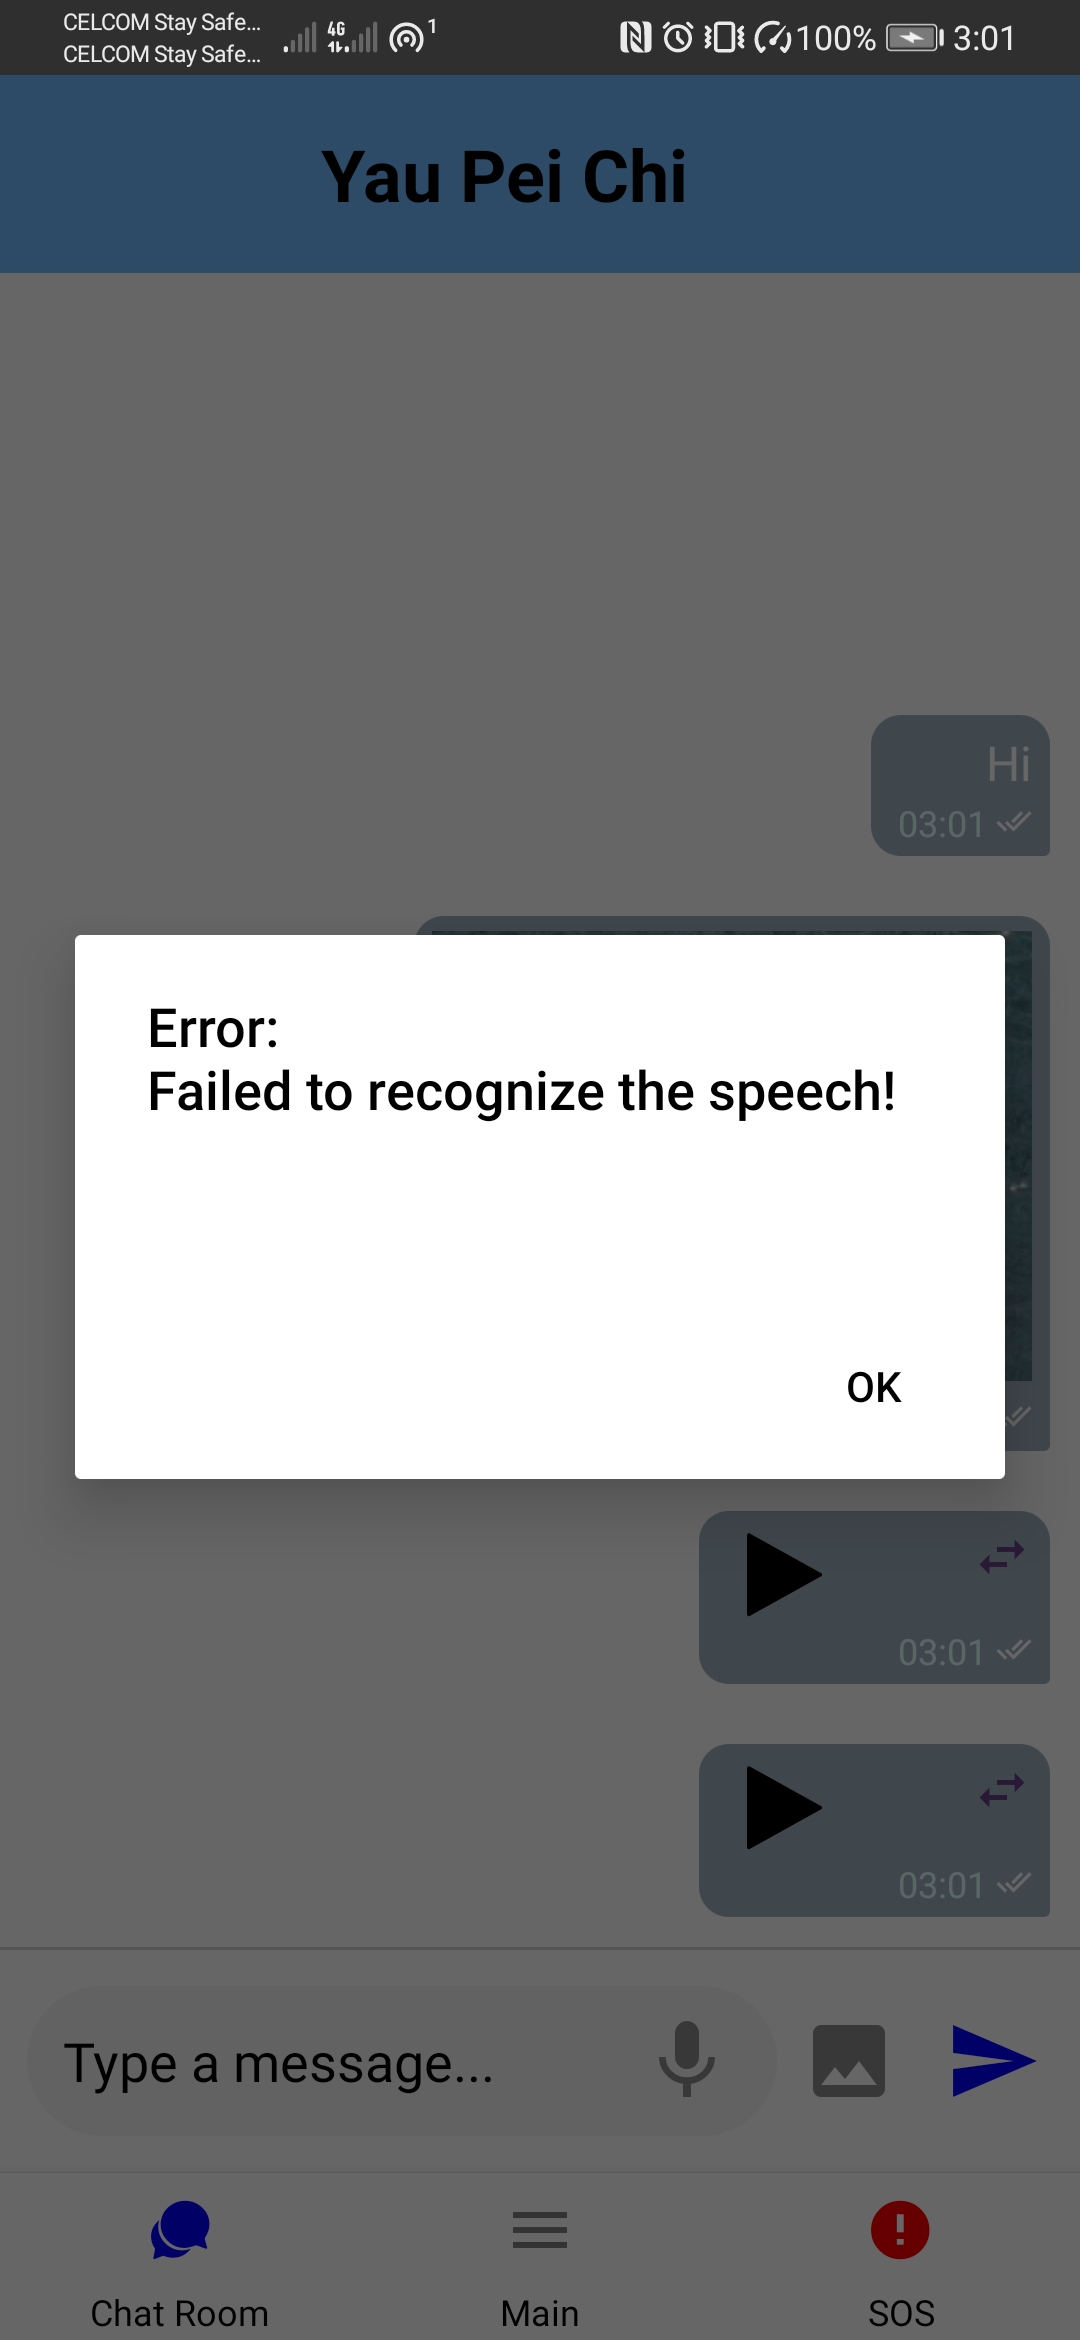 CELCOM Stay Safe...
CELCOM Stay Safe...
4G
1
100%
3:01
Yau Pei Chi
Hi
03:01
Error:
Failed to recognize the speech!
OK
03:01
03:01
Type a message...
Chat Room
Main
SOS